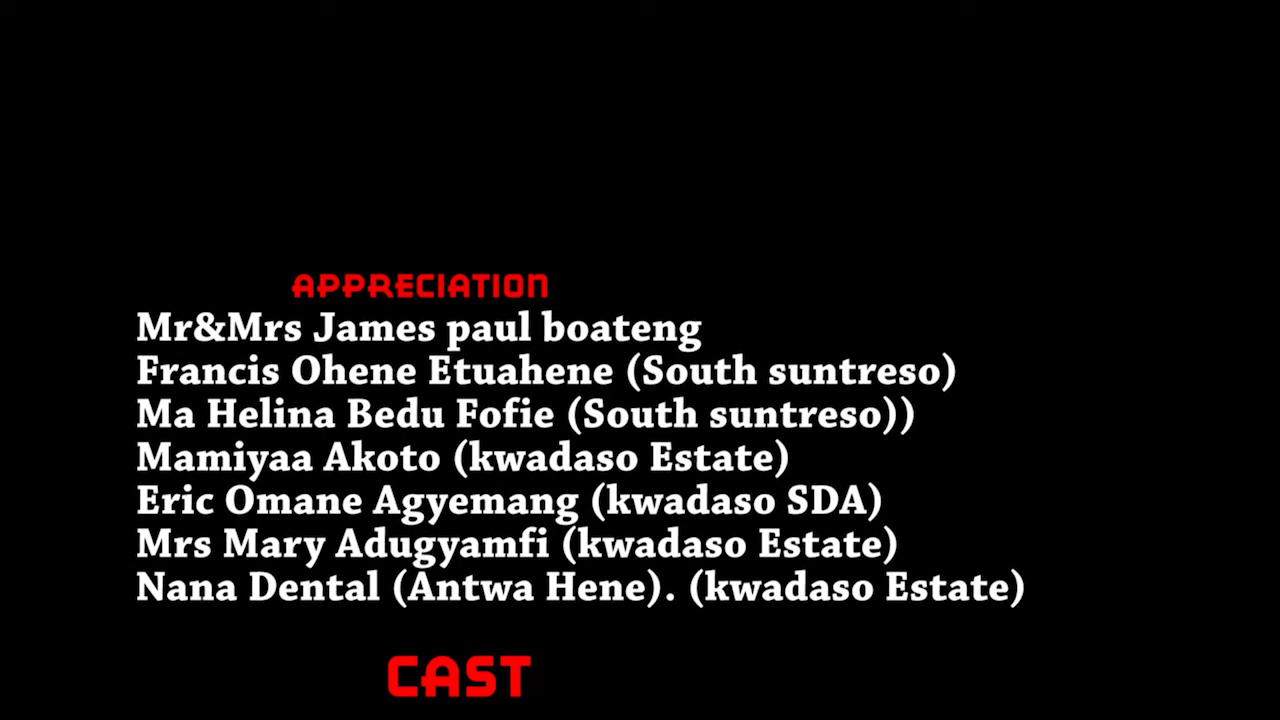 APPRECIATION
Mr&Mrs James paul boateng
Francis Ohene Etuahene (South suntreso)
Ma Helina Bedu Fofie (South suntreso))
Mamiyaa Akoto (kwadaso Estate)
Eric Omane Agyemang (kwadaso SDA)
Mrs Mary Adugyamfi (kwadaso Estate)
Nana Dental (Antwa Hene). (kwadaso Estate)
CAST